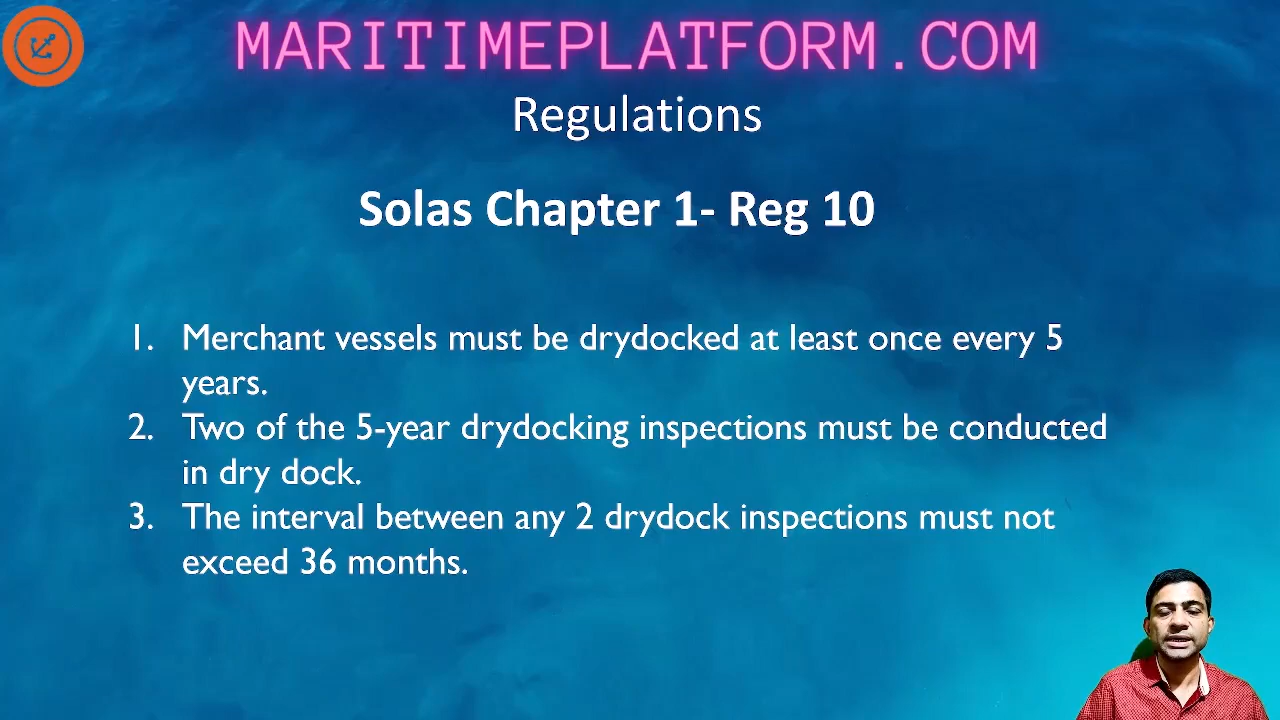 MARITIMEPLATFORM.COM
Regulations
Solas Chapter 1- Reg 10
1. Merchant vessels must be drydocked at least once every 5
years.
2. Two of the 5-year drydocking inspections must be conducted
in dry dock.
3. The interval between any 2 drydock inspections must not
exceed 36 months.